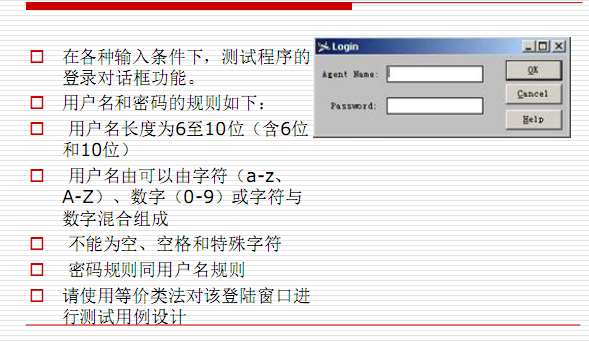 在各种输入条件下，测试程序的
登录对话框功能。
用户名和密码的规则如下：
用户名长度为6至10位（含6位
和10位）
用户名由可以由字符（a-z、
A-Z）、数字（0-9）或字符与
数字混合组成
不能为空、空格和特殊字符
密码规则同用户名规则
请使用等价类法对该登陆窗口进
行测试用例设计
Login
Agent Name:
OK
Cancel
Password:
Help